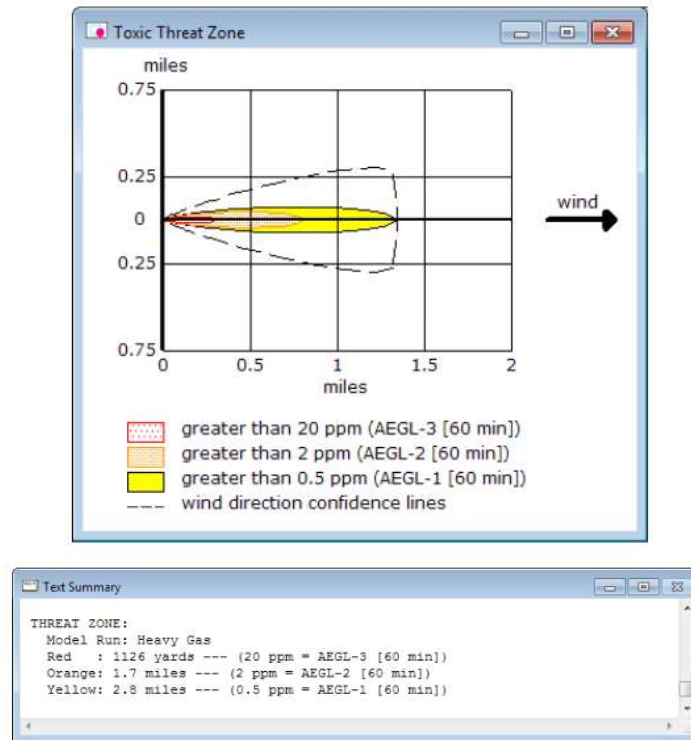 Toxic Threat Zone
miles
0.75
0.25
0
0.25
0.75
wind
0 0.5 1 1.5 2
miles
greater than 20 ppm (AEGL-3 [60 min])
greater than 2 ppm (AEGL-2 [60 min])
greater than 0.5 ppm (AEGL-1 [60 min])
wind direction confidence lines
Text Summary
THREAT ZONE:
Model Run: Heavy Gas
Red : 1126 yards --- (20 ppm = AEGL-3 [60 min])
Orange: 1.7 miles --- (2 ppm = AEGL-2 [60 min])
Yellow: 2.8 miles --- (0.5 ppm = AEGL-1 [60 min])